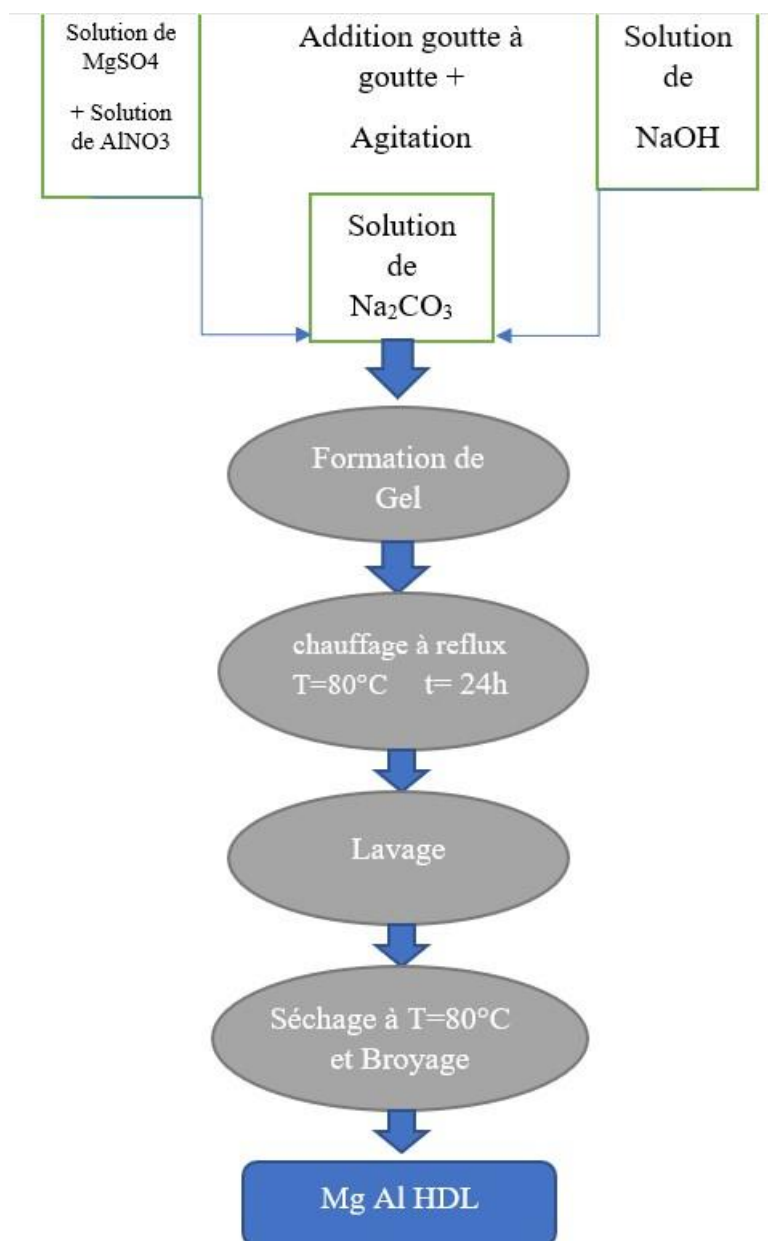 Solution de
MgSO4
+ Solution
de AlNO3
Addition goutte à
goutte +
Agitation
Solution
de
NaOH
Solution
de
Na₂CO₃
Formation de
Gel
chauffage à reflux
T=80°C t= 24h
Lavage
Séchage à T=80°C
et Broyage
Mg Al HDL